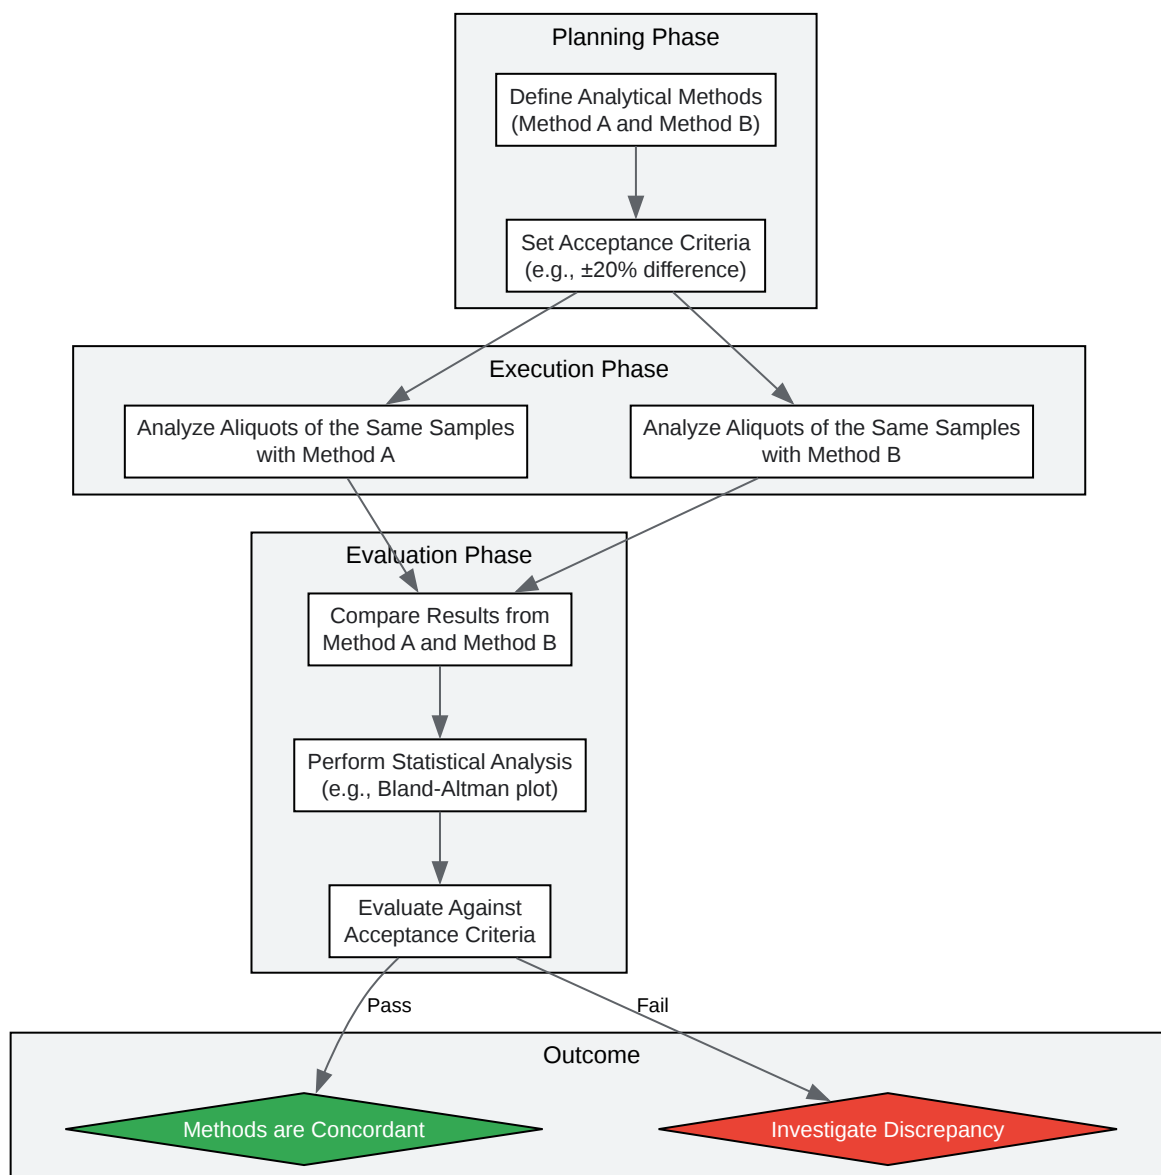 Planning Phase
Define Analytical Methods
(Method A and Method B)
Set Acceptance Criteria
(e.g., ±20% difference)
Execution Phase
Analyze Aliquots of the Same Samples
with Method A
Analyze Aliquots of the Same Samples
with Method B
Evaluation Phase
Compare Results from
Method A and Method B
Perform Statistical Analysis
(e.g., Bland-Altman plot)
Evaluate Against
Acceptance Criteria
Pass
Fail
Outcome
Methods are Concordant
Investigate Discrepancy